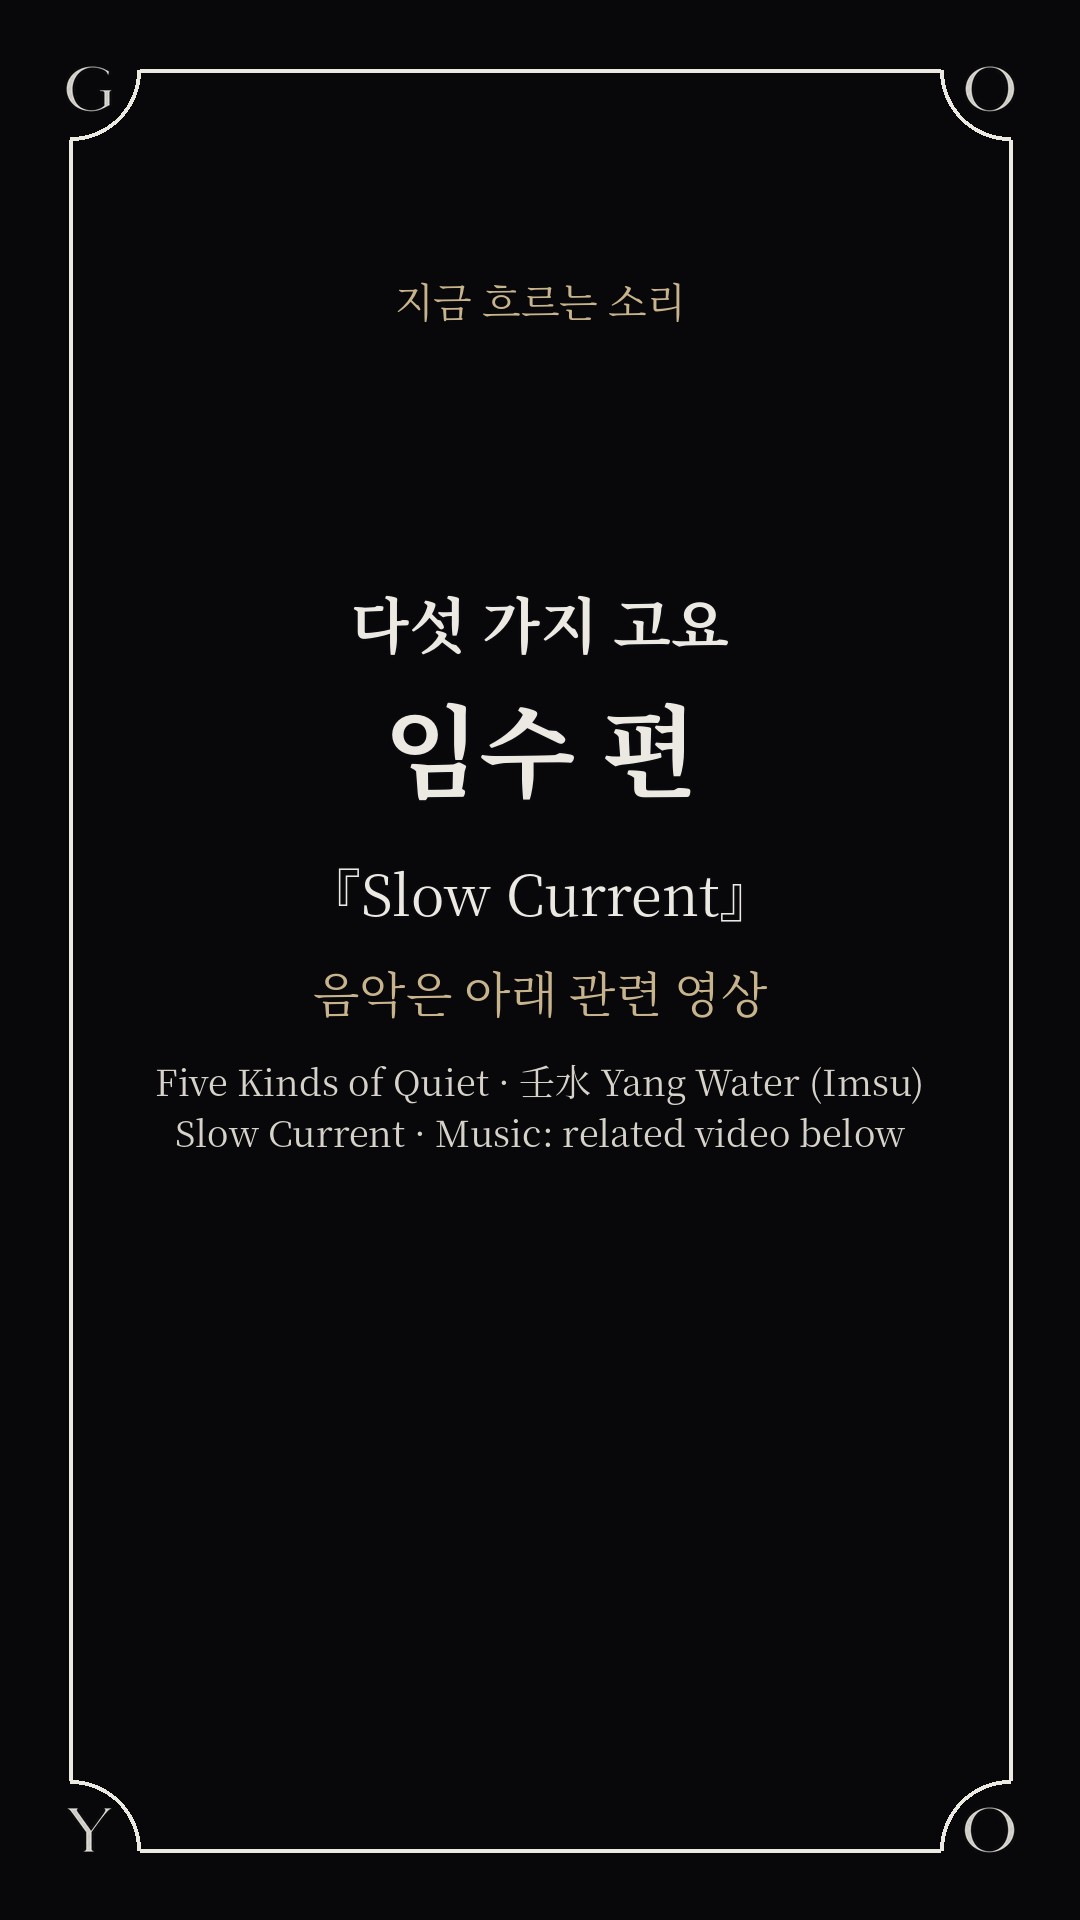 G O
지금 흐르는 소리
다섯 가지 고요
임수 편
『Slow Current』
음악은 아래 관련 영상
Five Kinds of Quiet · 壬水 Yang Water (Imsu)
Slow Current · Music: related video below
Y O